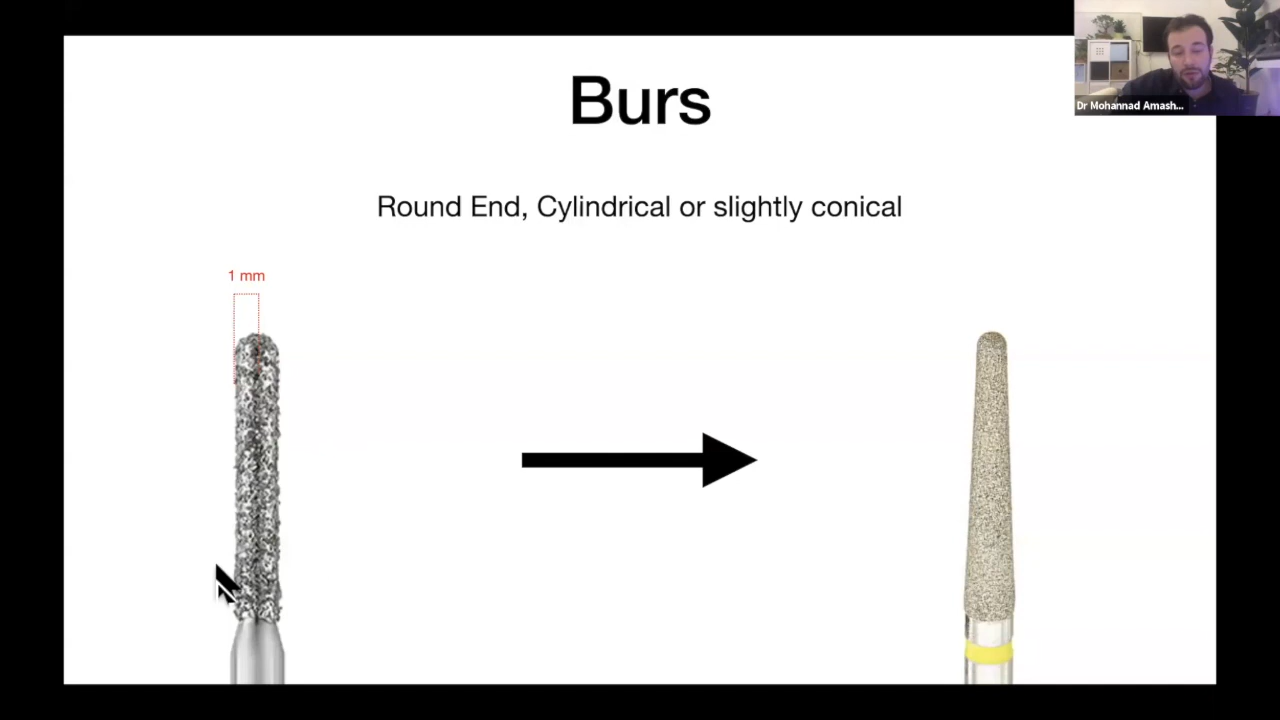 Burs
Dr Mohannad Amash...
Round End, Cylindrical or slightly conical
1 mm